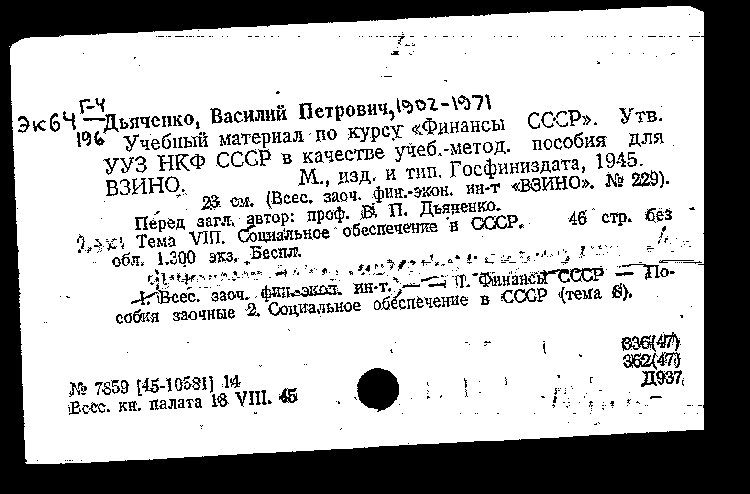 Г-4
Эк64 Дьяченко, Василий Петрович, 1902-1971
196 Учебный материал по курсу «Финансы СССР». Утв.
УУЗ НКФ СССР в качестве учеб.-метод. пособия для
ВЗИНО. М., изд. и тип. Госфиниздата, 1945.
23 см. (Всес. заоч. фин.-экон. ин-т «ВЗИНО». № 229).
Перед загл. автор: проф. В. П. Дьяченко.
2 экз. Тема VIII. Социальное обеспечение в СССР. 46 стр. без
обл. 1.300 экз. Беспл.
1. Всес. заоч. фин.-экон. ин-т. — — 1. Финансы СССР — По-
собия заочные 2. Социальное обеспечение в СССР (тема 8).
336(47)
362(47)
№ 7859 [45-10581] 14 Д937
Всес. кн. палата 18 VIII. 45